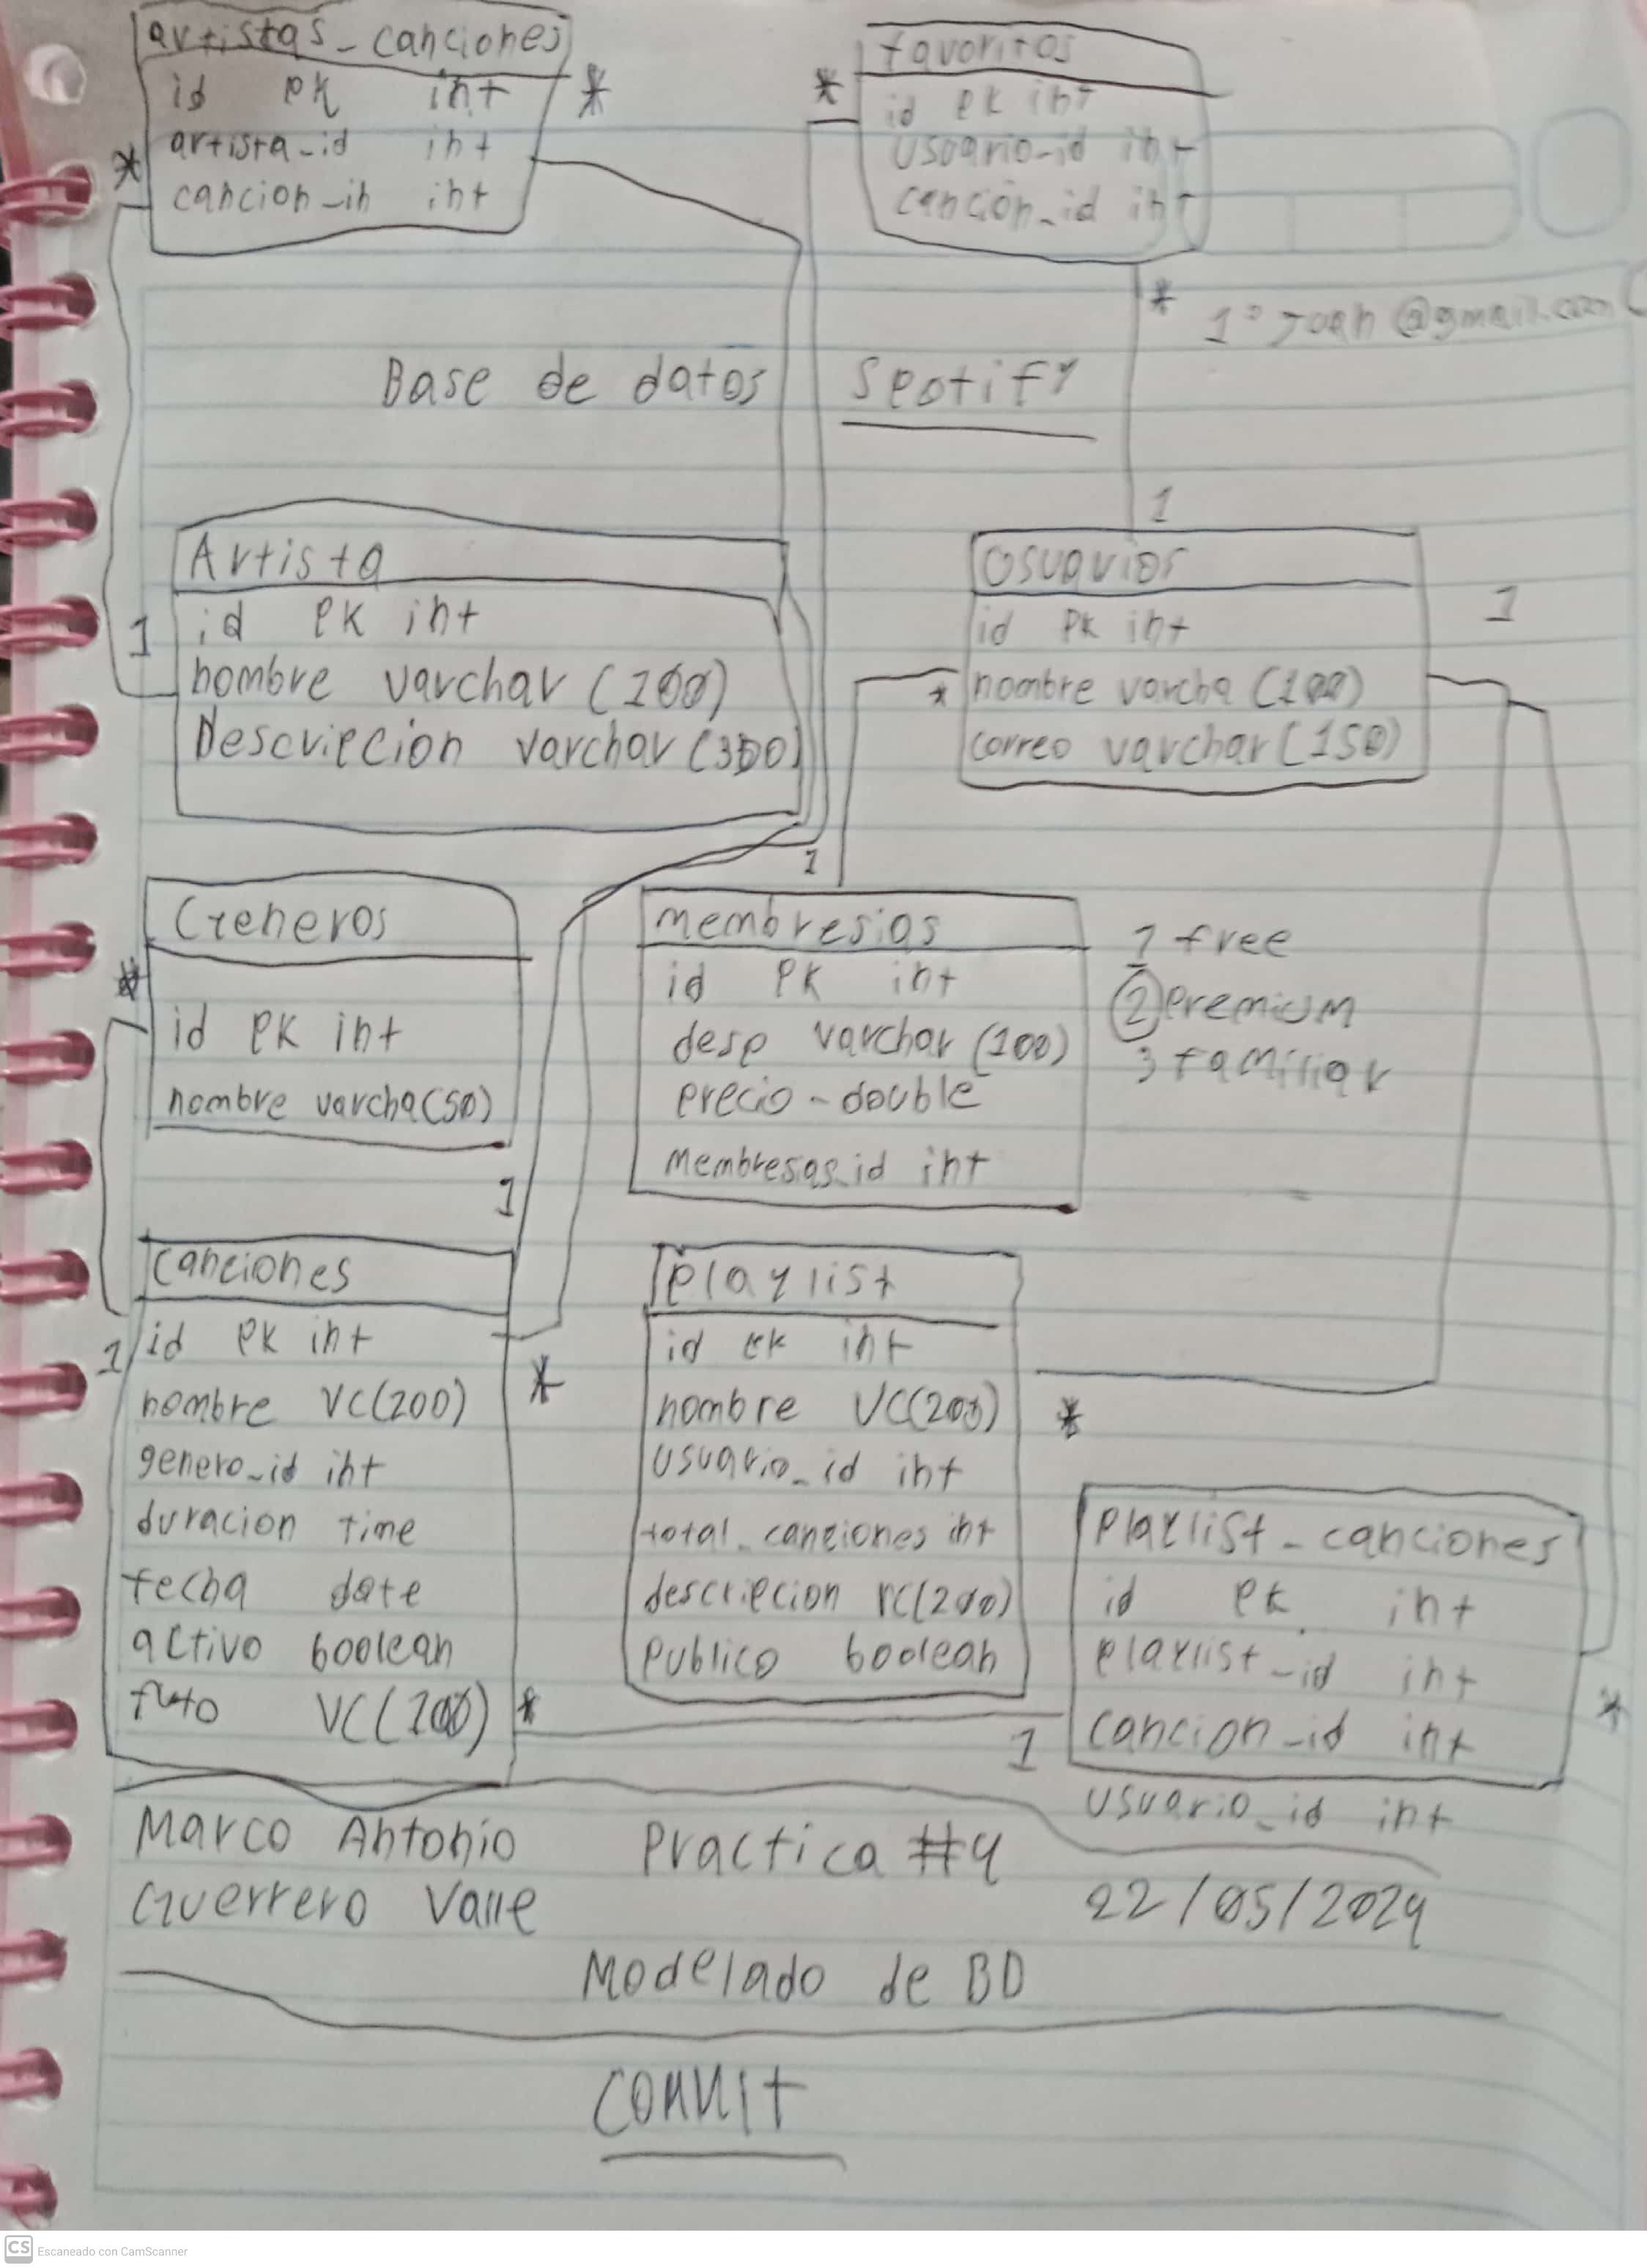 artistas_canciones
id PK int *
* artista_id int
cancion_in int
favoritos
* id PK int
usuario_id int
canción_id int
*
1° Juan @gmail.com
Base de datos Spotify
Artista
1 id PK int
nombre varchar (100)
Descripcion varchar (300)
1
usuarios
1
id PK int
* nombre varcha (100)
correo varchar (150)
Generos
*
id PK int
nombre varcha(50)
1
membresias
id PK int
desp varchar (100)
precio - double
membresas_id int
1 free
2 Premium
3 familiar
1
canciones
1 id PK int
nombre VC(200) *
genero_id int
duracion time
fecha date
activo boolean
foto VC(200) *
playlist
id PK int
nombre VC(200) *
usuario_id int
total_canciones int
descripcion VC(200)
publico boolean
Playlist_canciones
id PK int
playlist_id int
*
1 cancion_id int
usuario_id int
Marco Antonio Practica #4
Guerrero Valle 22/05/2024
Modelado de BD
COMMIT
CS Escaneado con CamScanner